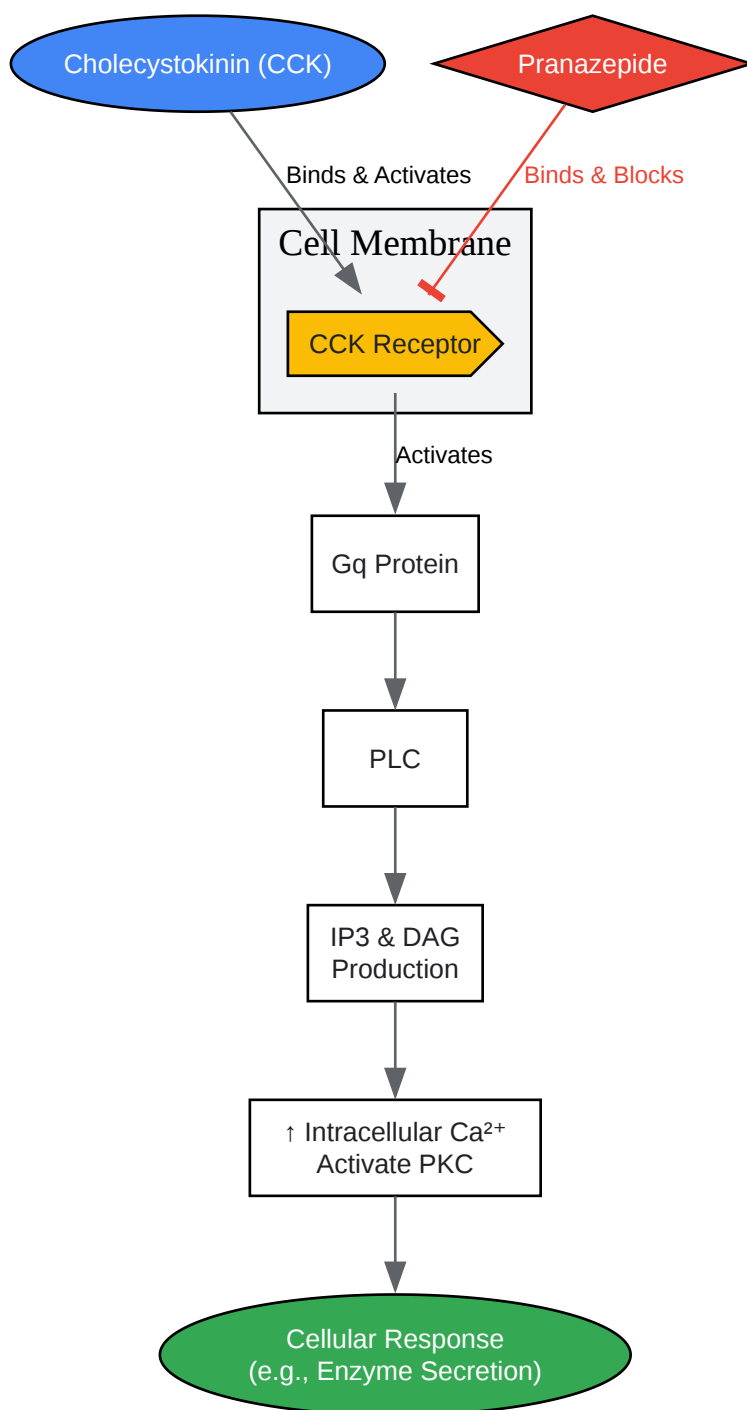 Cholecystokinin (CCK)
Pranazepide
Binds & Activates
Binds & Blocks
Cell Membrane
CCK Receptor
Activates
Gq Protein
PLC
IP3 & DAG
Production
↑ Intracellular Ca²⁺
Activate PKC
Cellular Response
(e.g., Enzyme Secretion)